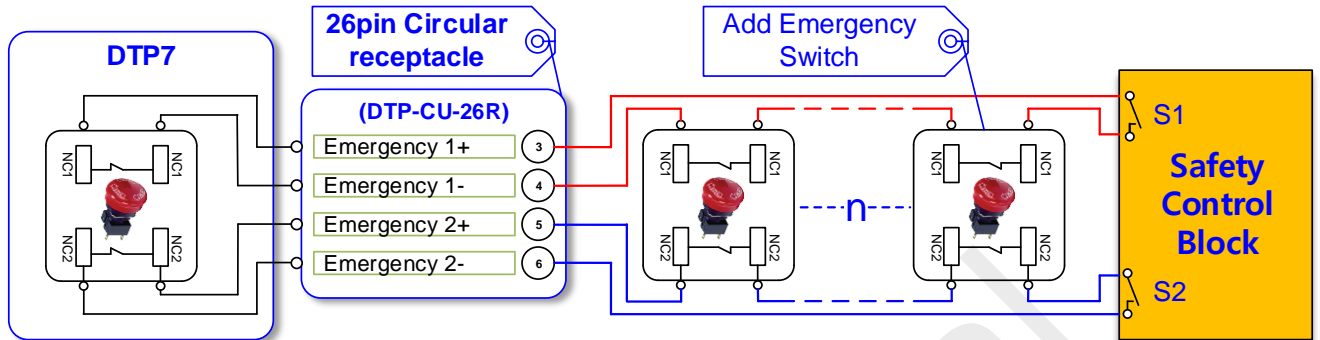 DTP7
NC1
NC1
NC2
NC2
26pin Circular
receptacle
(DTP-CU-26R)
Emergency 1+
3
Emergency 1-
4
Emergency 2+
5
Emergency 2-
6
NC1
NC1
NC2
NC2
n
Add Emergency
Switch
NC1
NC1
NC2
NC2
S1
Safety
Control
Block
S2